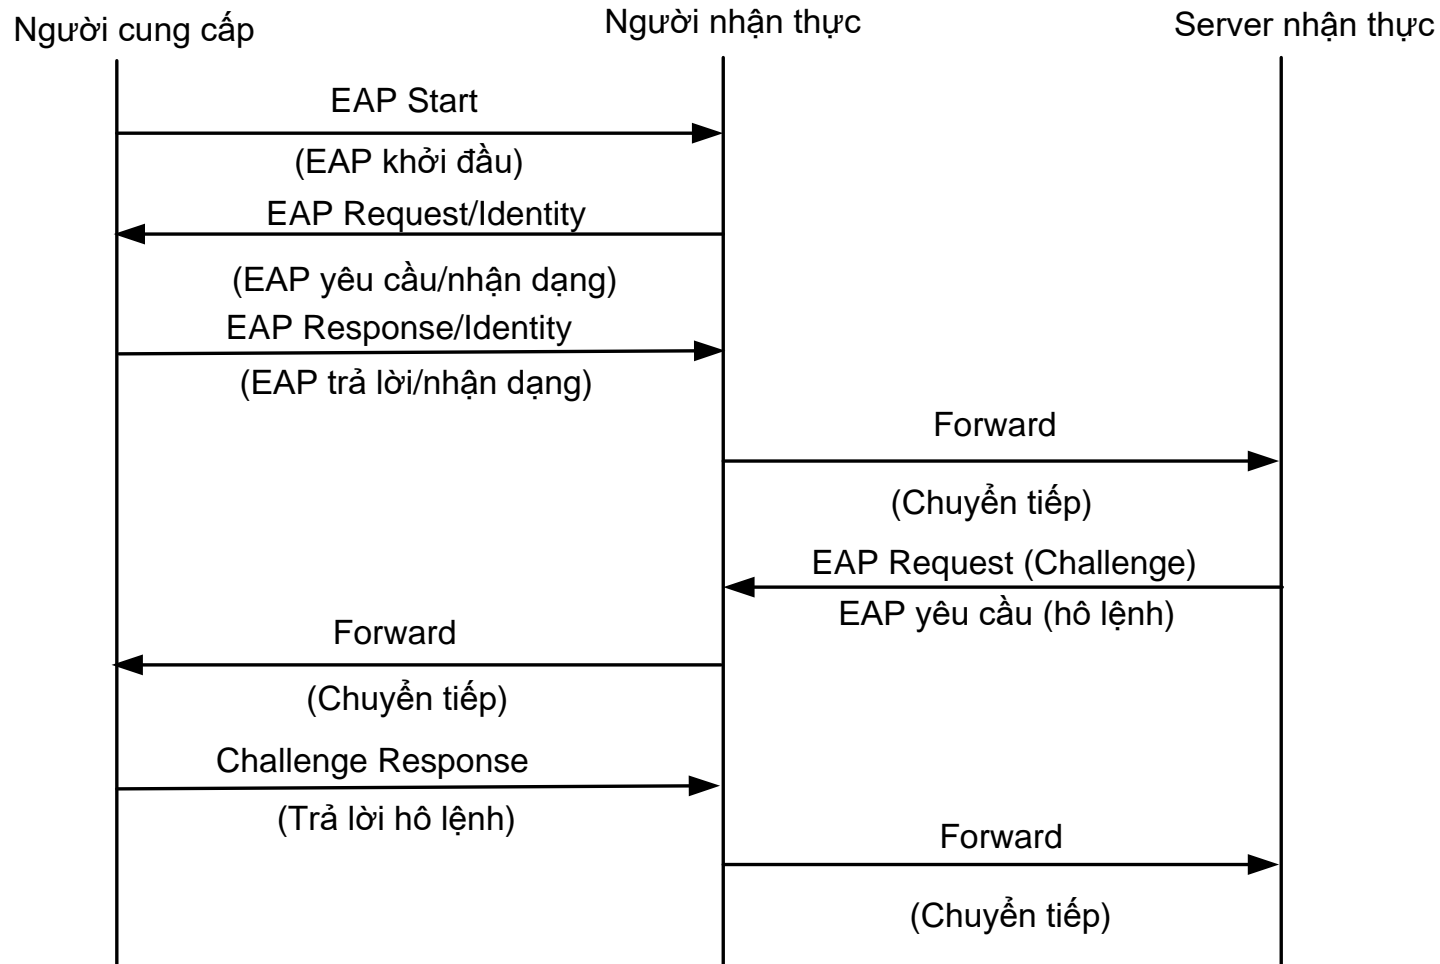 Người cung cấp
Người nhận thực
Server nhận thực
EAP Start
(EAP khởi đầu)
EAP Request/Identity
(EAP yêu cầu/nhận dạng)
EAP Response/Identity
(EAP trả lời/nhận dạng)
Forward
(Chuyển tiếp)
EAP Request (Challenge)
EAP yêu cầu (hô lệnh)
Forward
(Chuyển tiếp)
Challenge Response
(Trả lời hô lệnh)
Forward
(Chuyển tiếp)